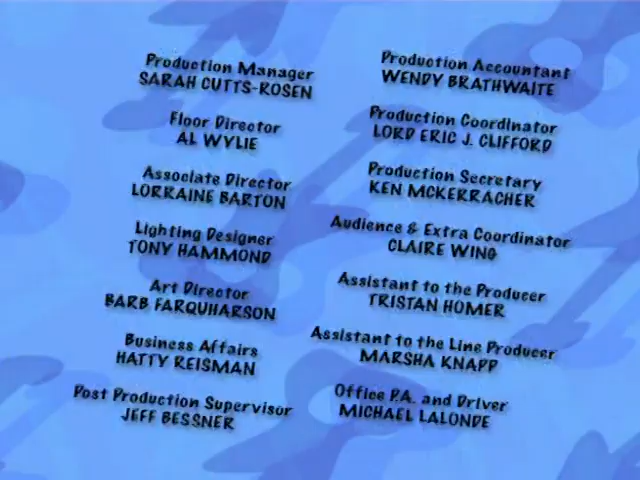 Production Manager
SARAH CUTTS-ROSEN
Floor Director
AL WYLIE
Associate Director
LORRAINE BARTON
Lighting Designer
TONY HAMMOND
Art Director
BARB FARQUHARSON
Business Affairs
HATTY REISMAN
Post Production Supervisor
JEFF BESSNER
Production Accountant
WENDY BRATHWAITE
Production Coordinator
LORD ERIC J. CLIFFORD
Production Secretary
KEN MCKERRACHER
Audience & Extra Coordinator
CLAIRE WING
Assistant to the Producer
TRISTAN HOMER
Assistant to the Line Producer
MARSHA KNAPP
Office P.A. and Driver
MICHAEL LALONDE